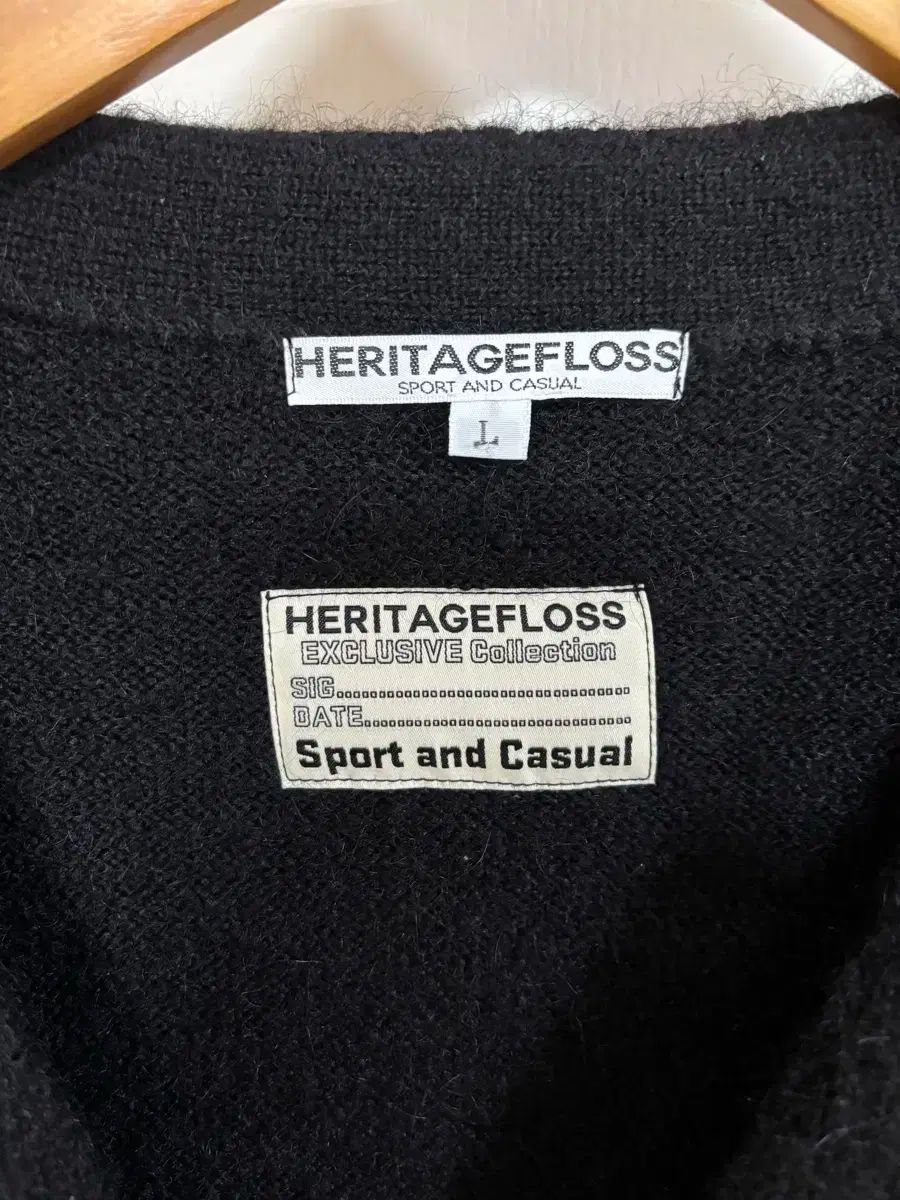 HERITAGEFLOSS
SPORT AND CASUAL
L
HERITAGEFLOSS
EXCLUSIVE Collection
SIG...................................
DATE................................
Sport and Casual